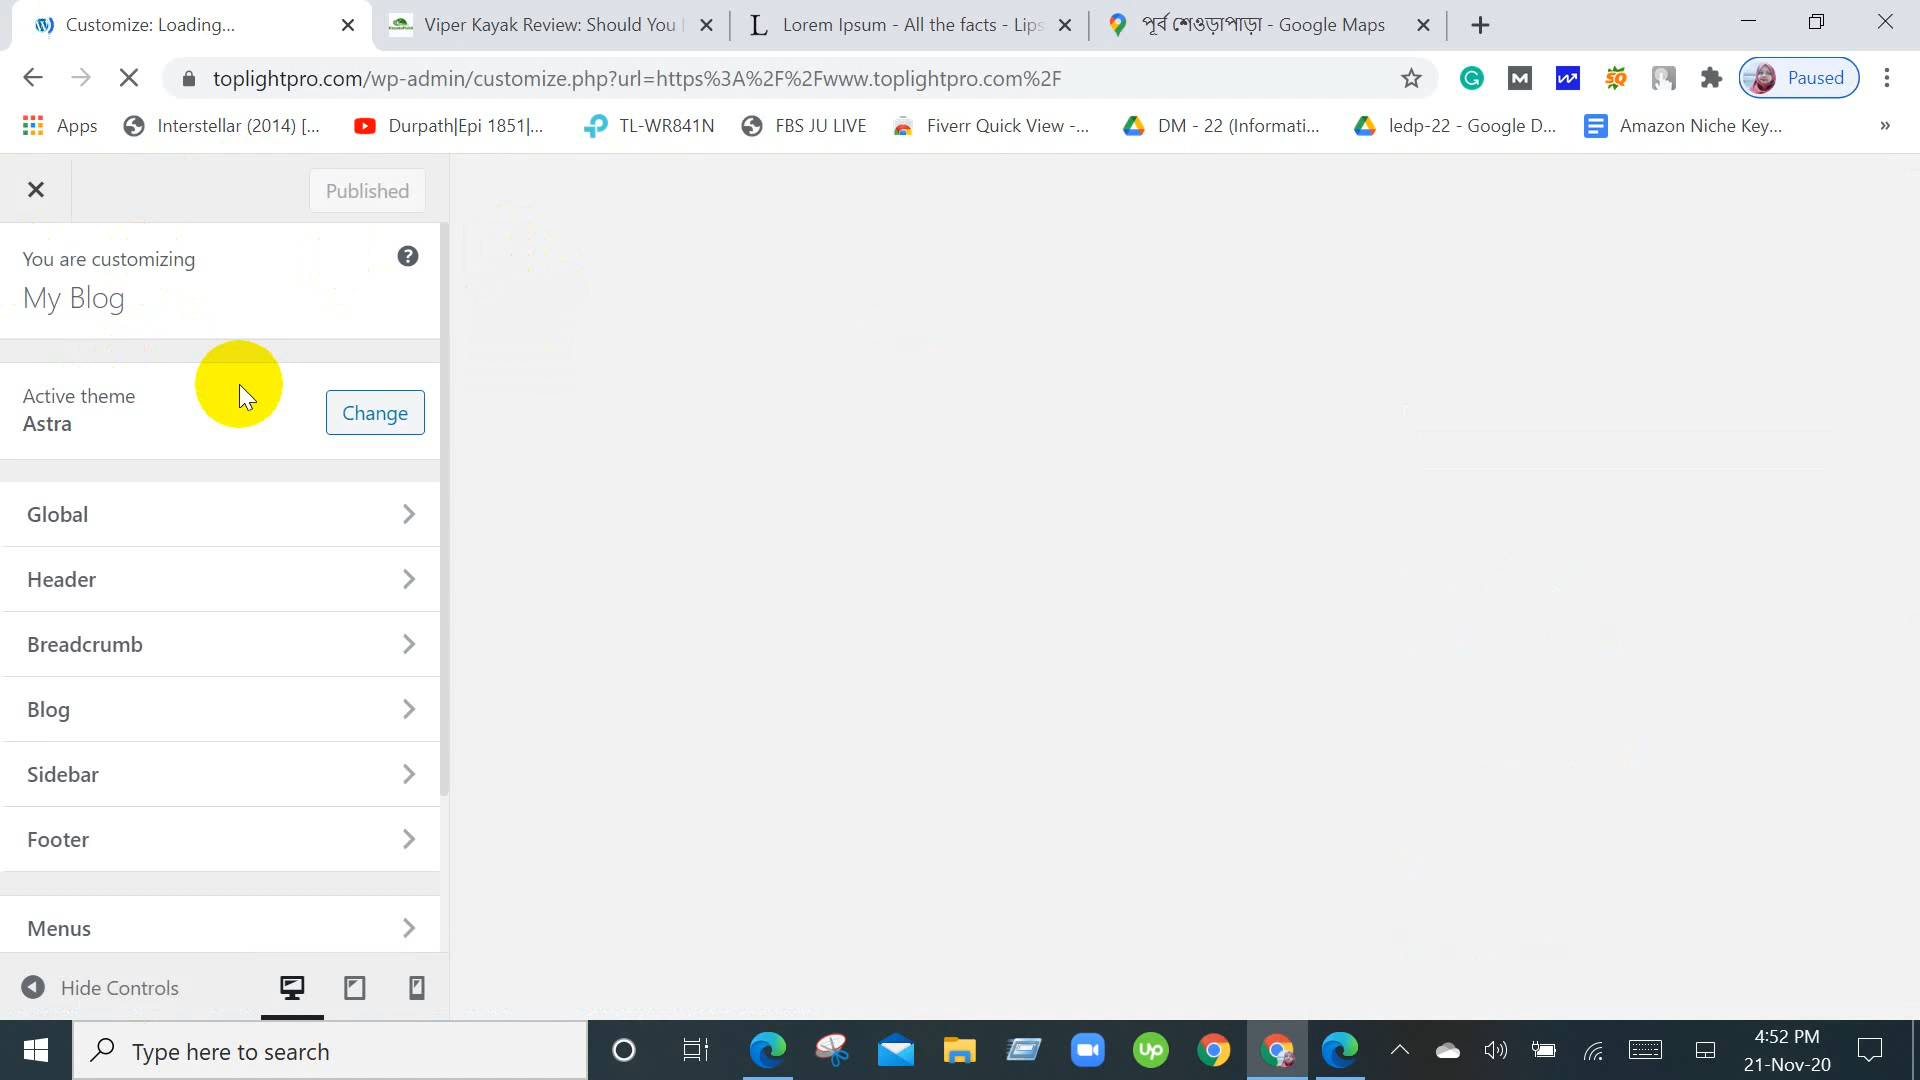 Customize: Loading...
Viper Kayak Review: Should You
Lorem Ipsum - All the facts - Lips
পূর্ব শেওড়াপাড়া - Google Maps
toplightpro.com/wp-admin/customize.php?url=https%3A%2F%2Fwww.toplightpro.com%2F
Paused
Apps
Interstellar (2014) [...
Durpath|Epi 1851|...
TL-WR841N
FBS JU LIVE
Fiverr Quick View -...
DM - 22 (Informati...
ledp-22 - Google D...
Amazon Niche Key...
»
Published
You are customizing
My Blog
Active theme
Astra
Change
Global
Header
Breadcrumb
Blog
Sidebar
Footer
Menus
Hide Controls
Type here to search
4:52 PM
21-Nov-20